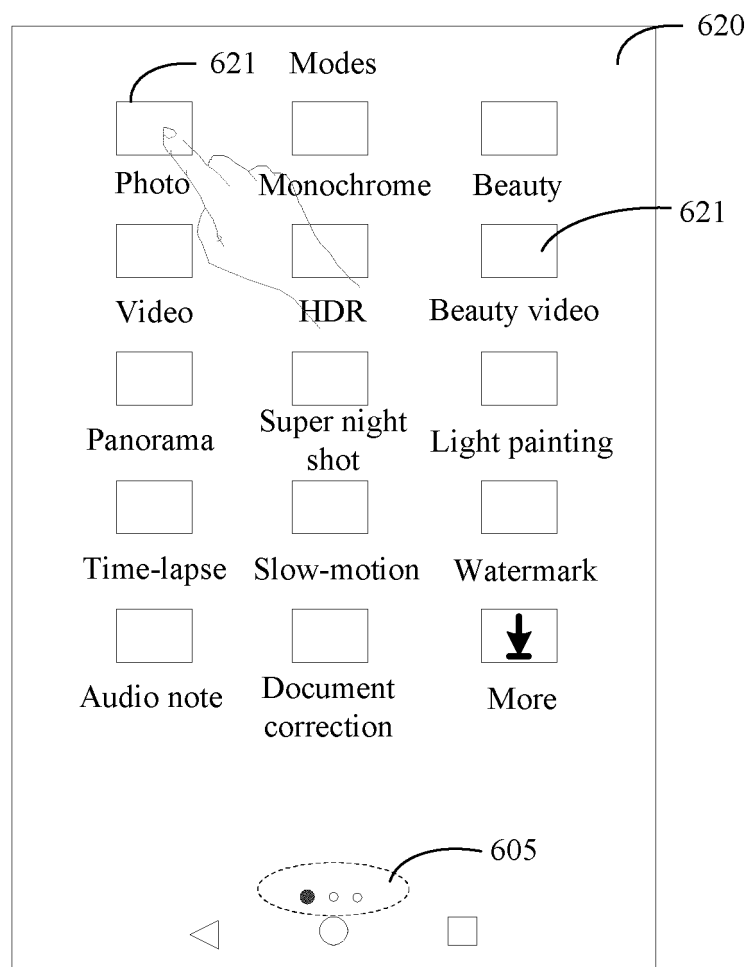 620
621 Modes
Photo Monochrome Beauty
621
Video HDR Beauty video
Panorama Super night shot Light painting
Time-lapse Slow-motion Watermark
Audio note Document correction More
605